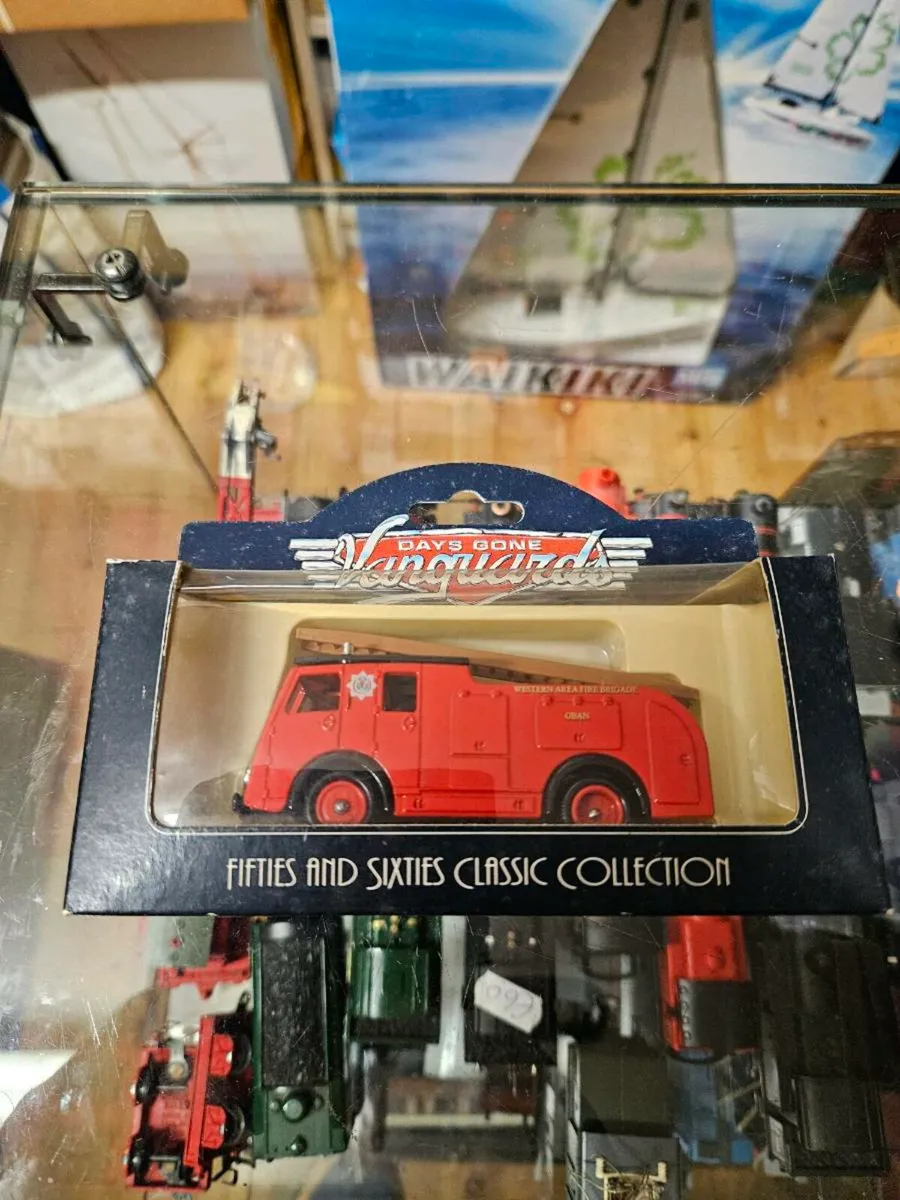 WAIKIKI
DAYS GONE
Vanguards
WESTERN AREA FIRE BRIGADE
OBAN
FIFTIES AND SIXTIES CLASSIC COLLECTION